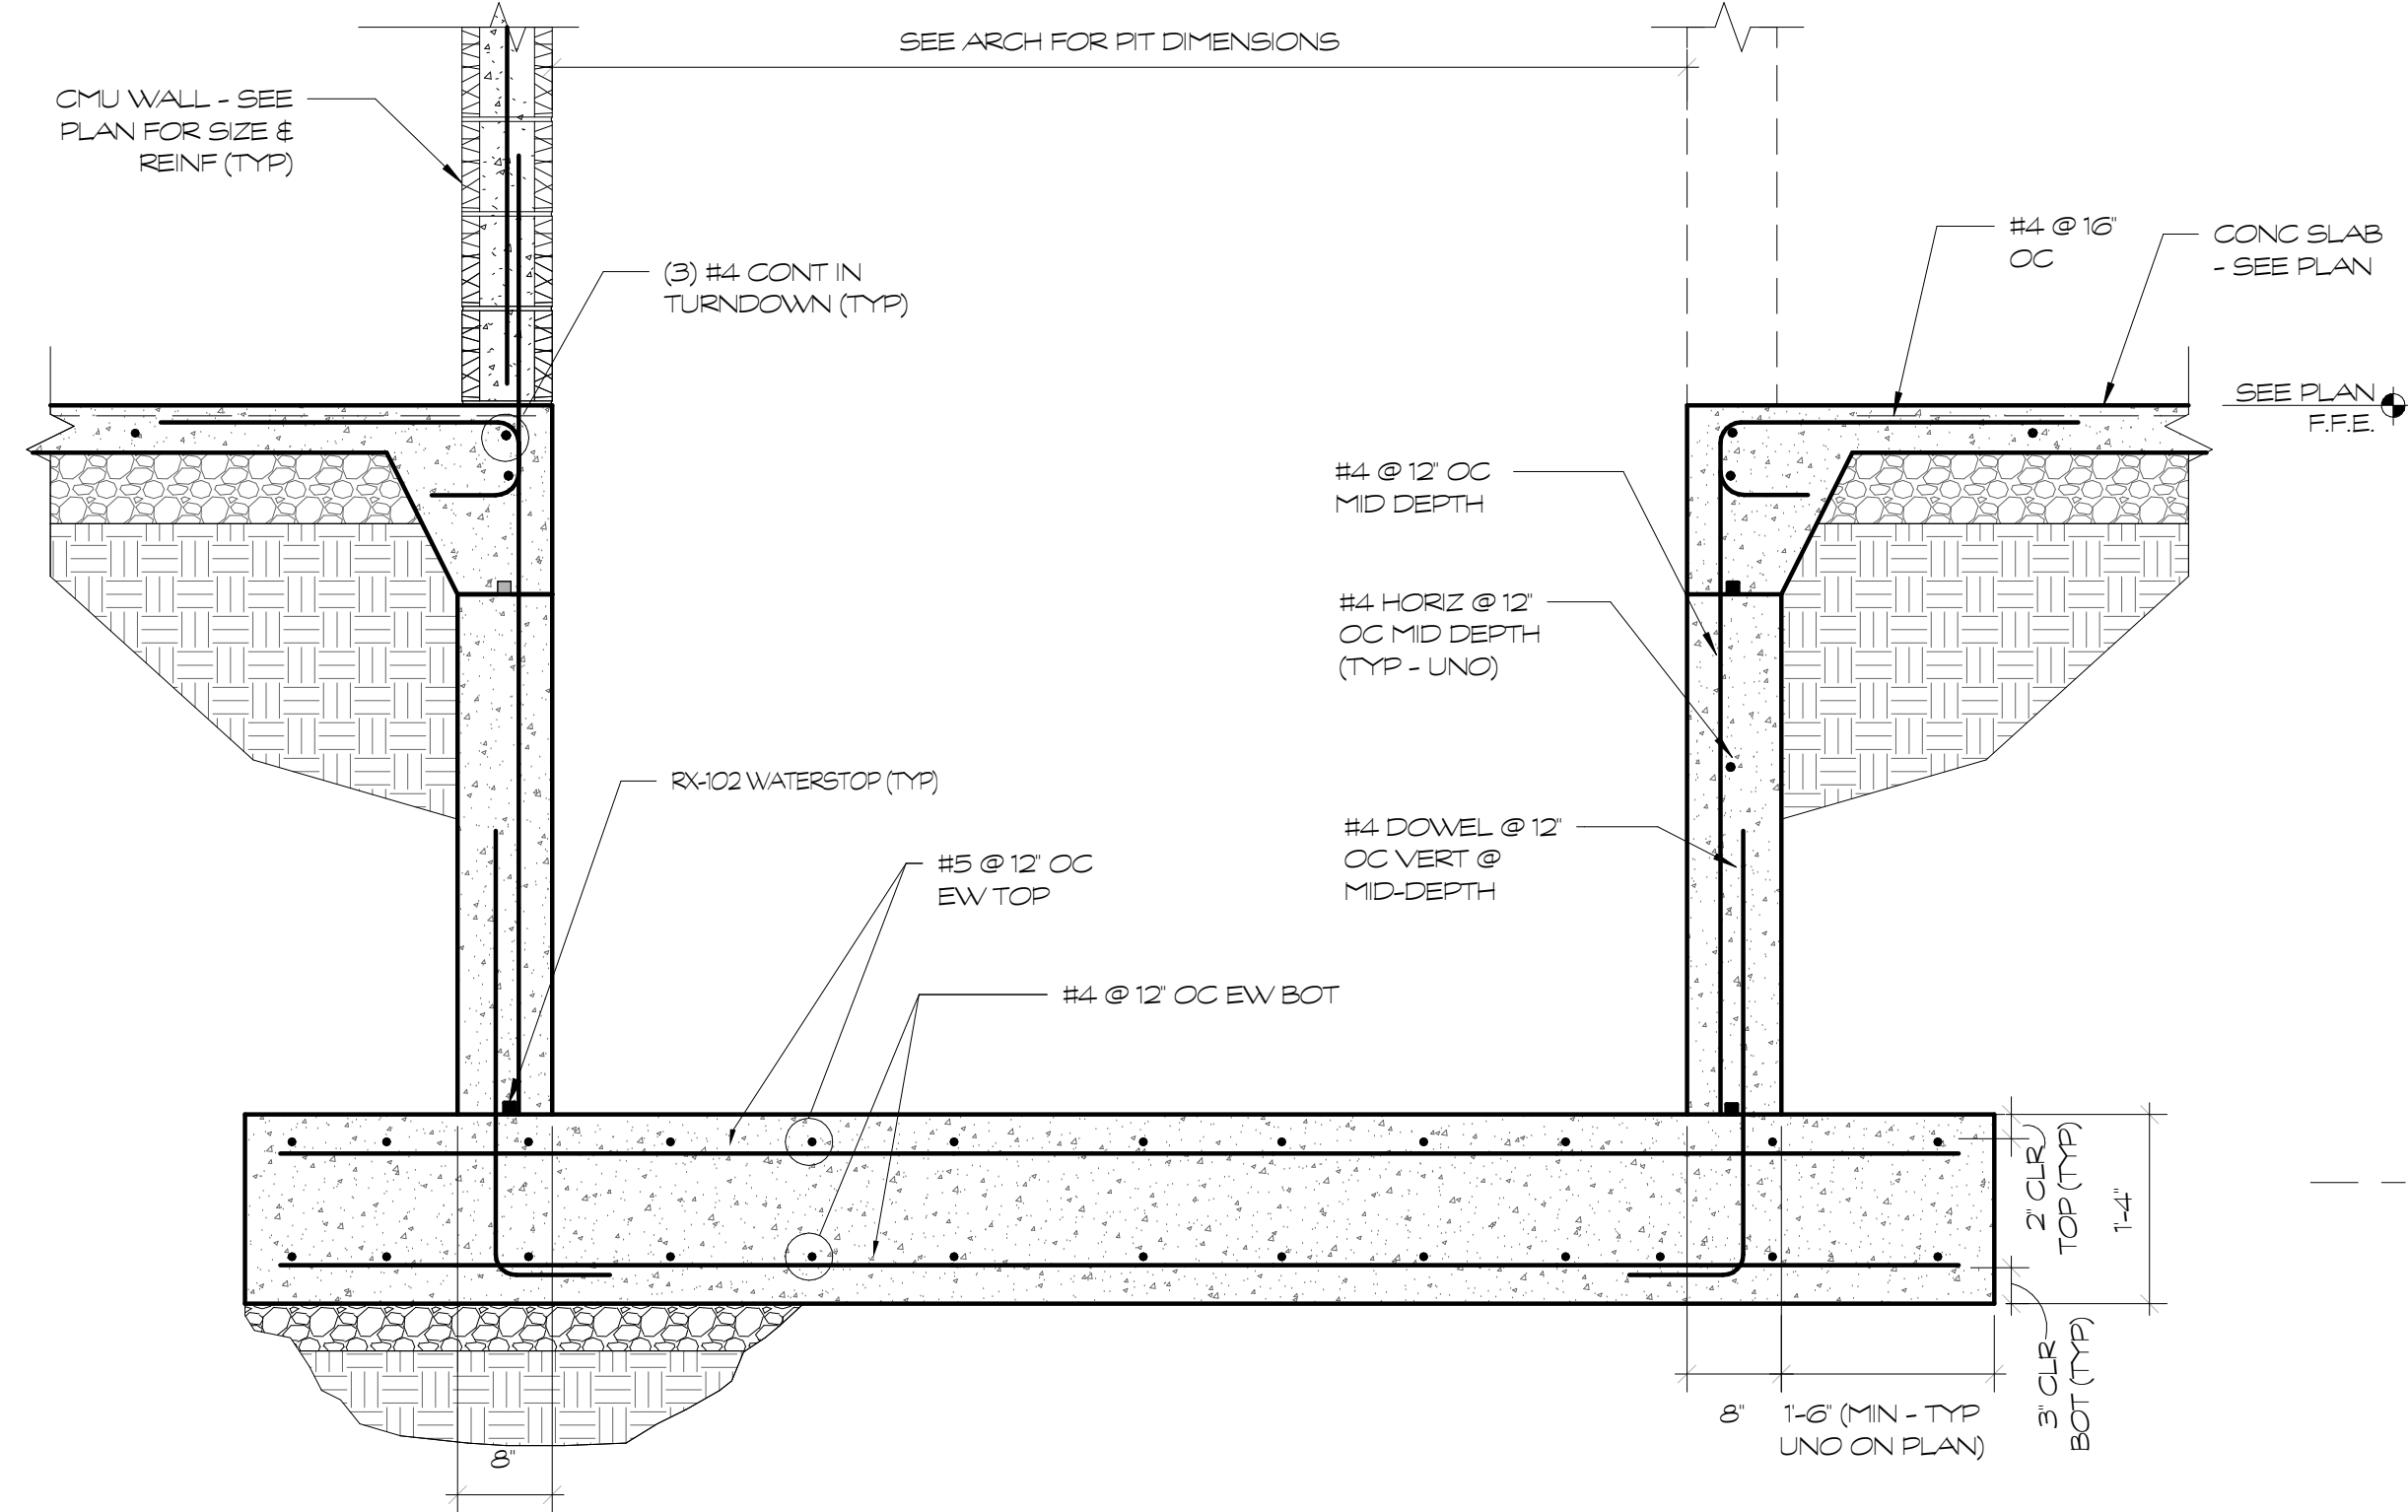 SEE ARCH FOR PIT DIMENSIONS
CMU WALL - SEE
PLAN FOR SIZE &
REINF (TYP)
(3) #4 CONT IN
TURNDOWN (TYP)
#4 @ 16"
OC
CONC SLAB
- SEE PLAN
SEE PLAN
F.F.E.
#4 @ 12" OC
MID DEPTH
#4 HORIZ @ 12"
OC MID DEPTH
(TYP - UNO)
RX-102 WATERSTOP (TYP)
#4 DOWEL @ 12"
OC VERT @
MID-DEPTH
#5 @ 12" OC
EW TOP
#4 @ 12" OC EW BOT
2" CLR
TOP (TYP)
1'-4"
3" CLR
BOT (TYP)
8"
1'-6" (MIN - TYP
UNO ON PLAN)
8"